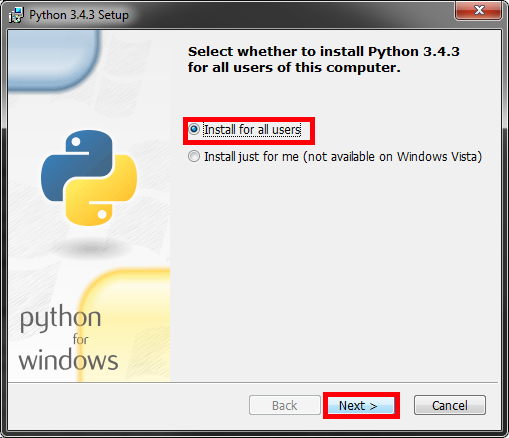 Python 3.4.3 Setup
Select whether to install Python 3.4.3
for all users of this computer.
Install for all users
Install just for me (not available on Windows Vista)
python
for
windows
Back
Next >
Cancel